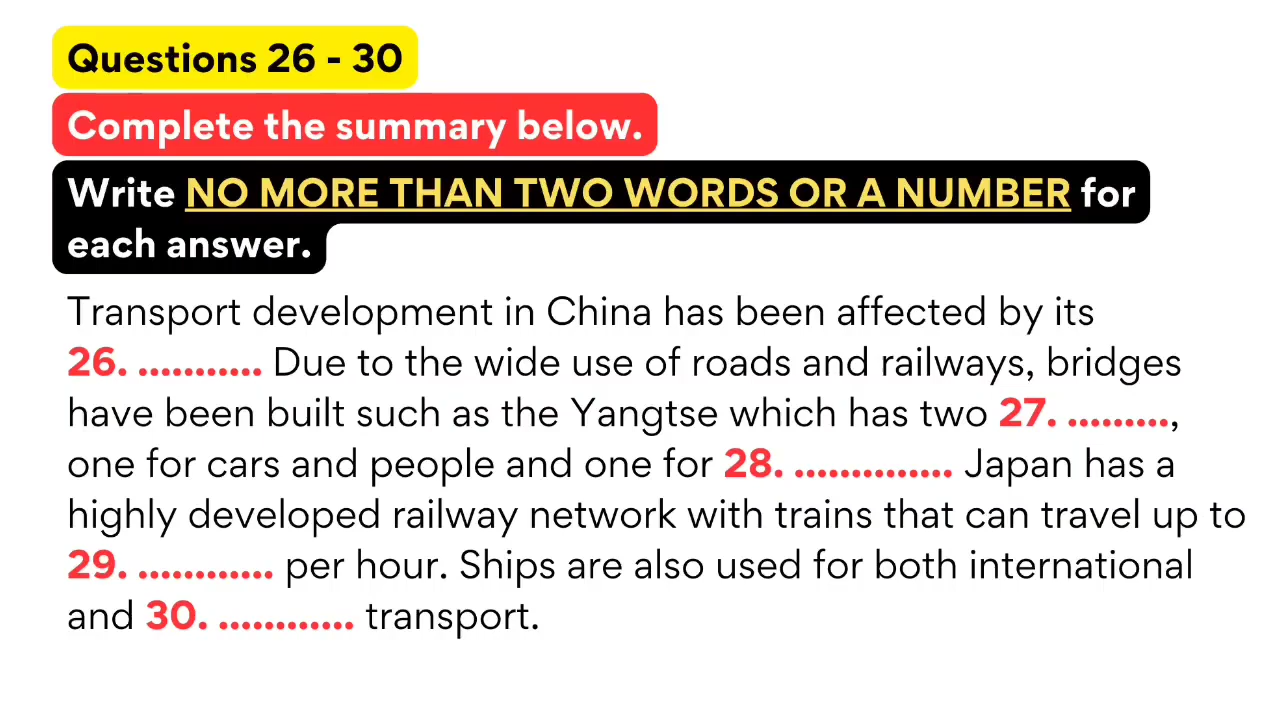 Questions 26 - 30
Complete the summary below.
Write NO MORE THAN TWO WORDS OR A NUMBER for
each answer.
Transport development in China has been affected by its
26. ........... Due to the wide use of roads and railways, bridges
have been built such as the Yangtse which has two 27. .........,
one for cars and people and one for 28. .............. Japan has a
highly developed railway network with trains that can travel up to
29. ............ per hour. Ships are also used for both international
and 30. ............ transport.